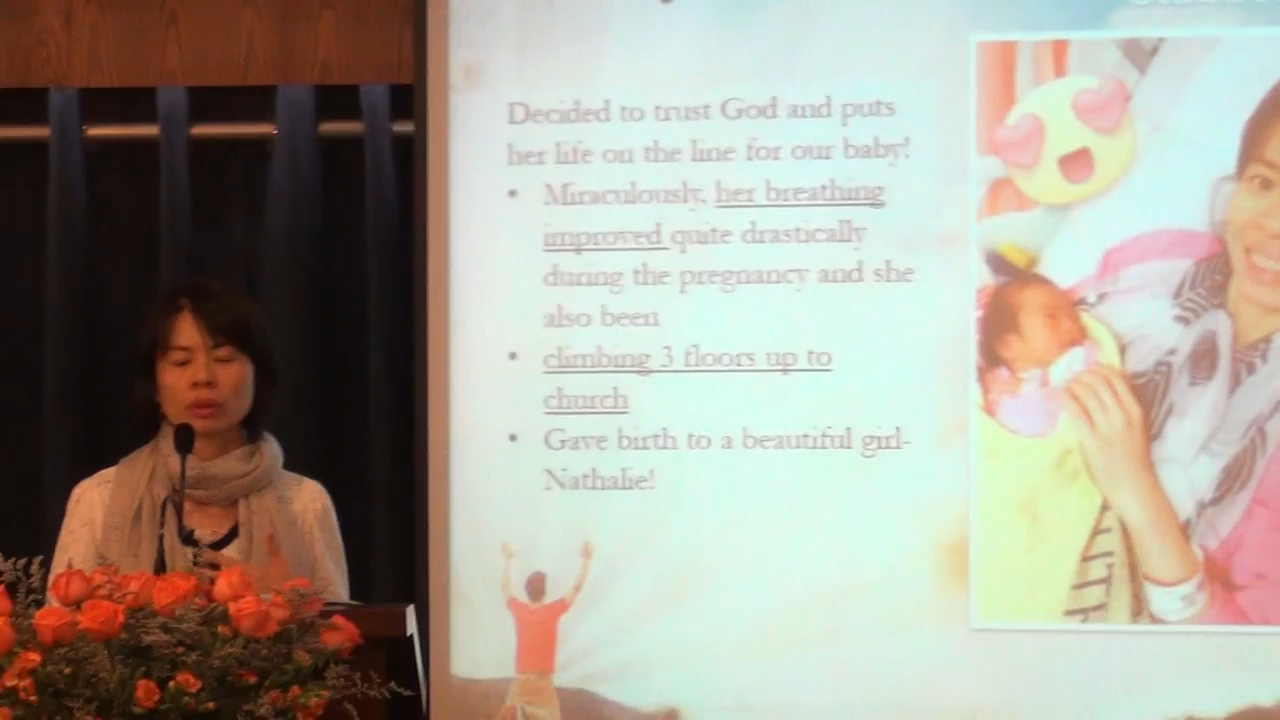 Decided to trust God and puts
her life on the line for our baby!
• Miraculously, her breathing
improved quite drastically
during the pregnancy and she
also been
• climbing 3 floors up to
church
• Gave birth to a beautiful girl-
Nathalie!